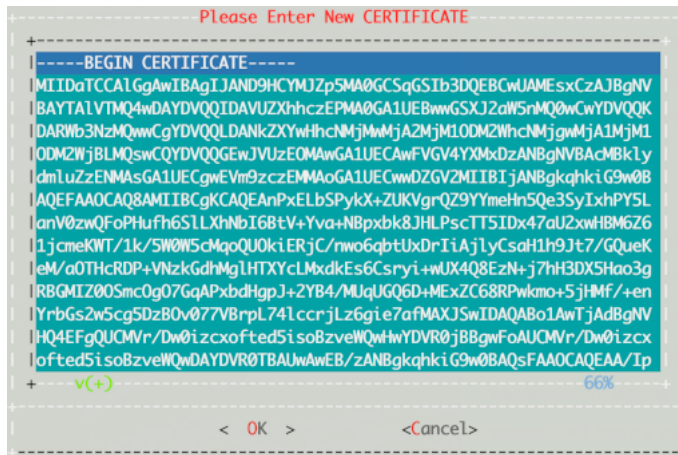 Please Enter New CERTIFICATE
-----BEGIN CERTIFICATE-----
MIIDaTCCAlGgAwIBAgIJAND9HCYMJZp5MA0GCSqGSIb3DQEBCwUAMEsxCzAJBgNV
BAYTAlVTMQ4wDAYDVQQIDAVUZXhhczEPMA0GA1UEBwwGSXJ2aW5nMQ0wCwYDVQQK
DARWb3NzMQwwCgYDVQQLDANkZXYwHhcNMjMwMjA2MjM1ODM2WhcNMjgwMjA1MjM1
ODM2WjBLMQswCQYDVQQGEwJVUzEOMAwGA1UECAwFVGV4YXMxDzANBgNVBAcMBkly
dmluZzENMAsGA1UECgwEVm9zczEMMAoGA1UECwwDZGV2MIIBIjANBgkqhkiG9w0B
AQEFAAOCAQ8AMIIBCgKCAQEAnPxELbSPykX+ZUKVgrQZ9YYmeHn5Qe3SyIxhPY5L
anV0zwQFoPHufh6SlLXhNbI6BtV+Yva+NBpxbk8JHLPscTT5IDx47aU2xwHBM6Z6
1jcmeKWT/1k/5W0W5cMqoQUOkiERjC/nwo6qbtUxDrIiAjlyCsaH1h9Jt7/GQueK
eM/aOTHcRDP+VNzkGdhMglHTXYcLMxdkEs6Csryi+wUX4Q8EzN+j7hH3DX5Hao3g
RBGMIZ0OSmcOgO7GqAPxbdHgpJ+2YB4/MUqUGQ6D+MExZC68RPwkmo+5jHMf/+en
YrbGs2w5cg5DzBOv077VBrpL74lccrjLz6gie7afMAXJSwIDAQABo1AwTjAdBgNV
HQ4EFgQUCMVr/Dw0izcxofted5isoBzveWQwHwYDVR0jBBgwFoAUCMVr/Dw0izcx
ofted5isoBzveWQwDAYDVR0TBAUwAwEB/zANBgkqhkiG9w0BAQsFAAOCAQEAA/Ip
v(+) 66%
< OK > <Cancel>